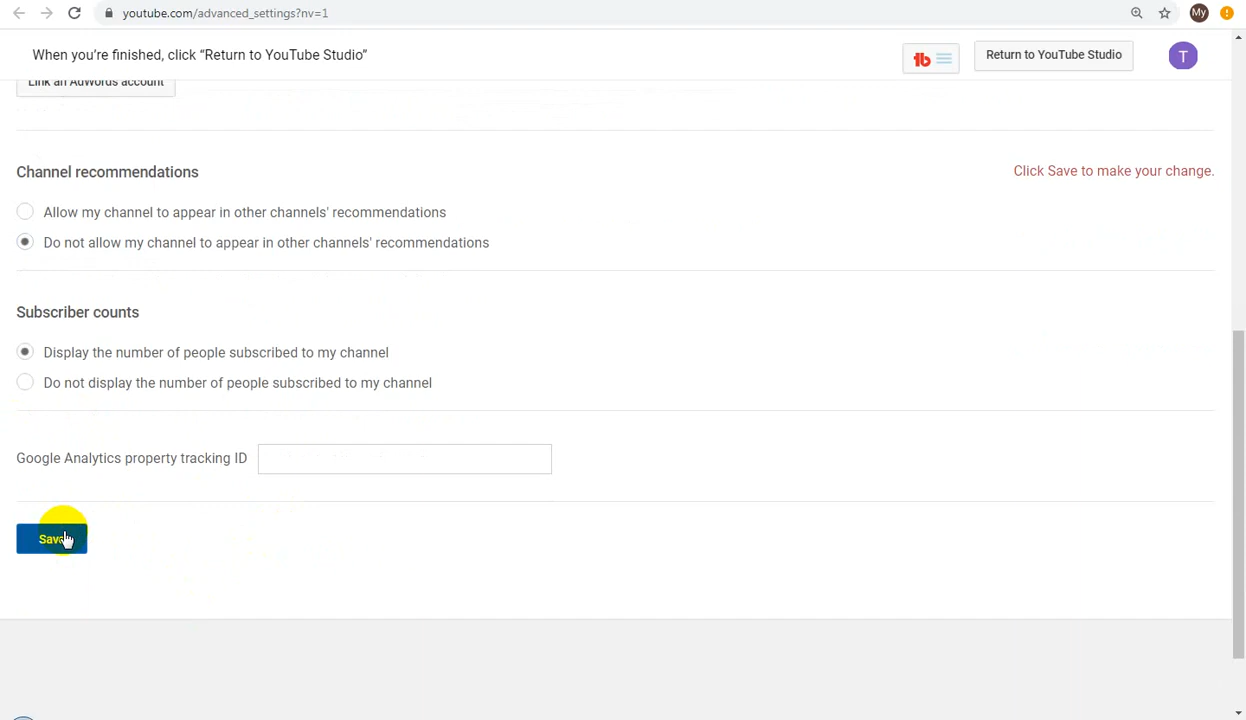 youtube.com/advanced_settings?nv=1
My
When you're finished, click “Return to YouTube Studio”
Return to YouTube Studio
T
Link an AdWords account
Channel recommendations
Click Save to make your change.
Allow my channel to appear in other channels' recommendations
Do not allow my channel to appear in other channels' recommendations
Subscriber counts
Display the number of people subscribed to my channel
Do not display the number of people subscribed to my channel
Google Analytics property tracking ID
Save